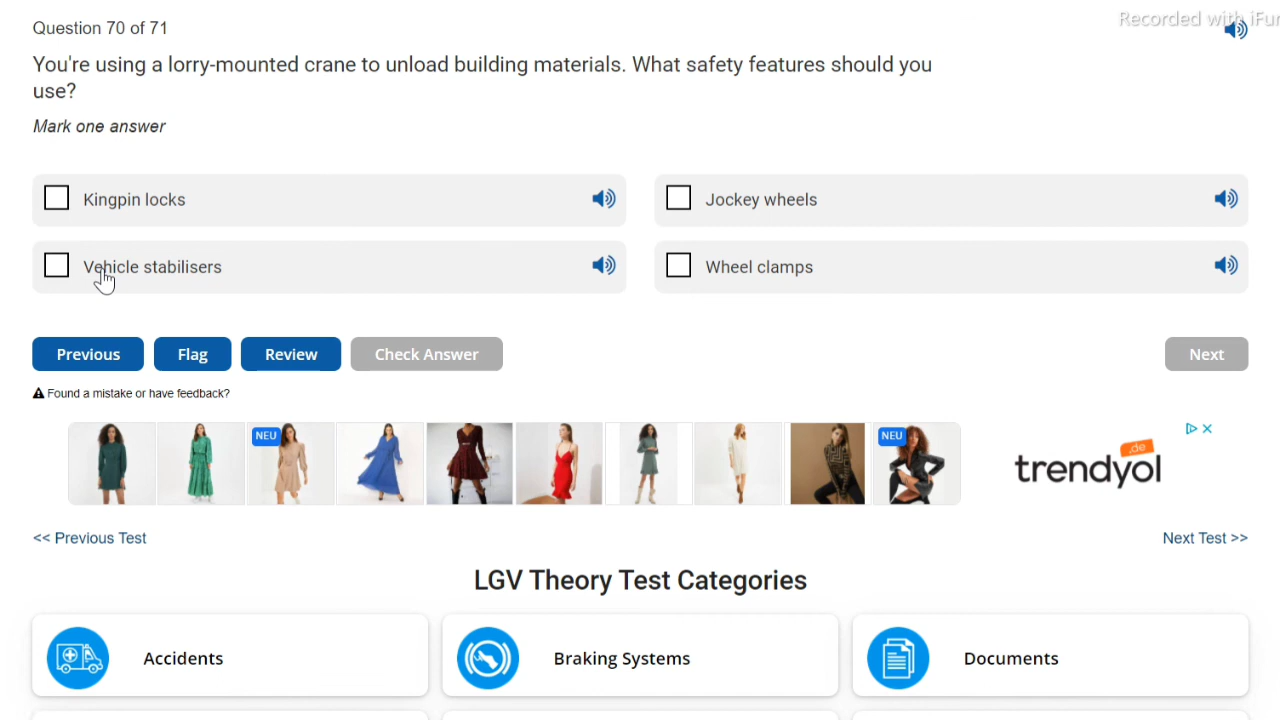 Question 70 of 71
Recorded with iFun
You're using a lorry-mounted crane to unload building materials. What safety features should you
use?
Mark one answer
Kingpin locks
Jockey wheels
Vehicle stabilisers
Wheel clamps
Previous
Flag
Review
Check Answer
Next
Found a mistake or have feedback?
NEU
NEU
.de
trendyol
<< Previous Test
Next Test >>
LGV Theory Test Categories
Accidents
Braking Systems
Documents